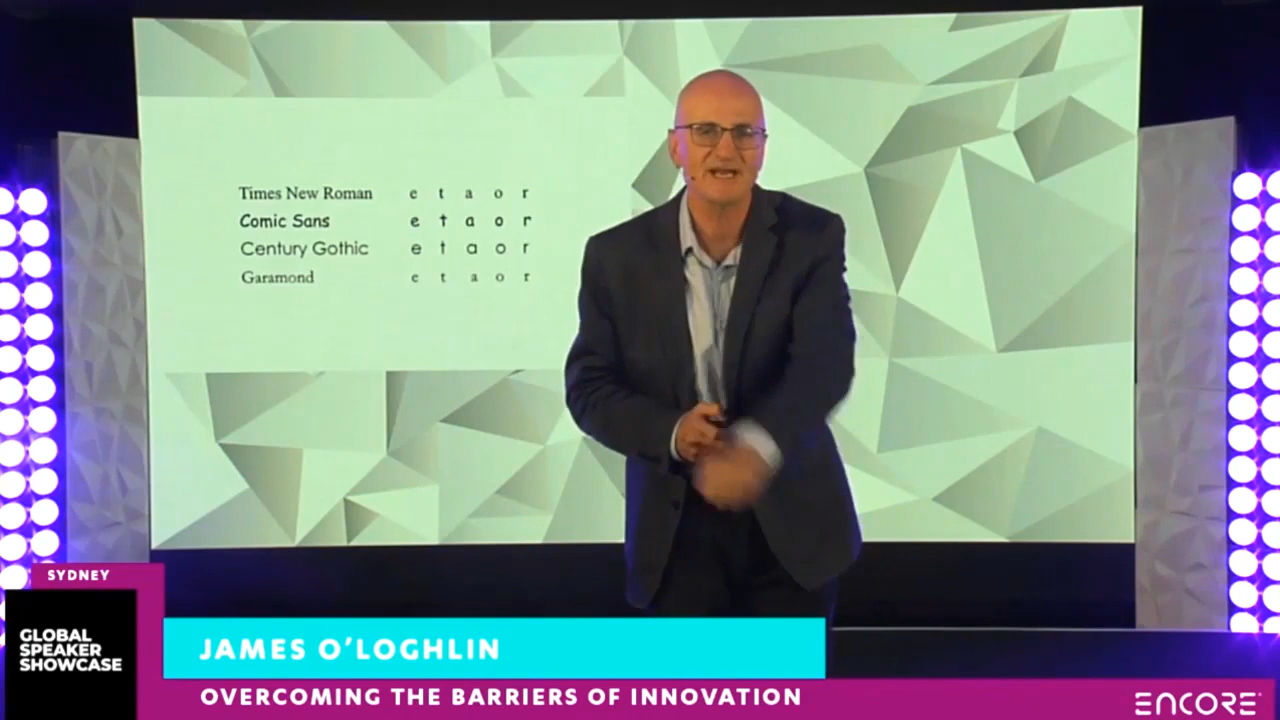 Times New Roman e t a o r
Comic Sans e t a o r
Century Gothic e t a o r
Garamond e t a o r
SYDNEY
GLOBAL
SPEAKER
SHOWCASE
JAMES O'LOGHLIN
OVERCOMING THE BARRIERS OF INNOVATION
ENCORE